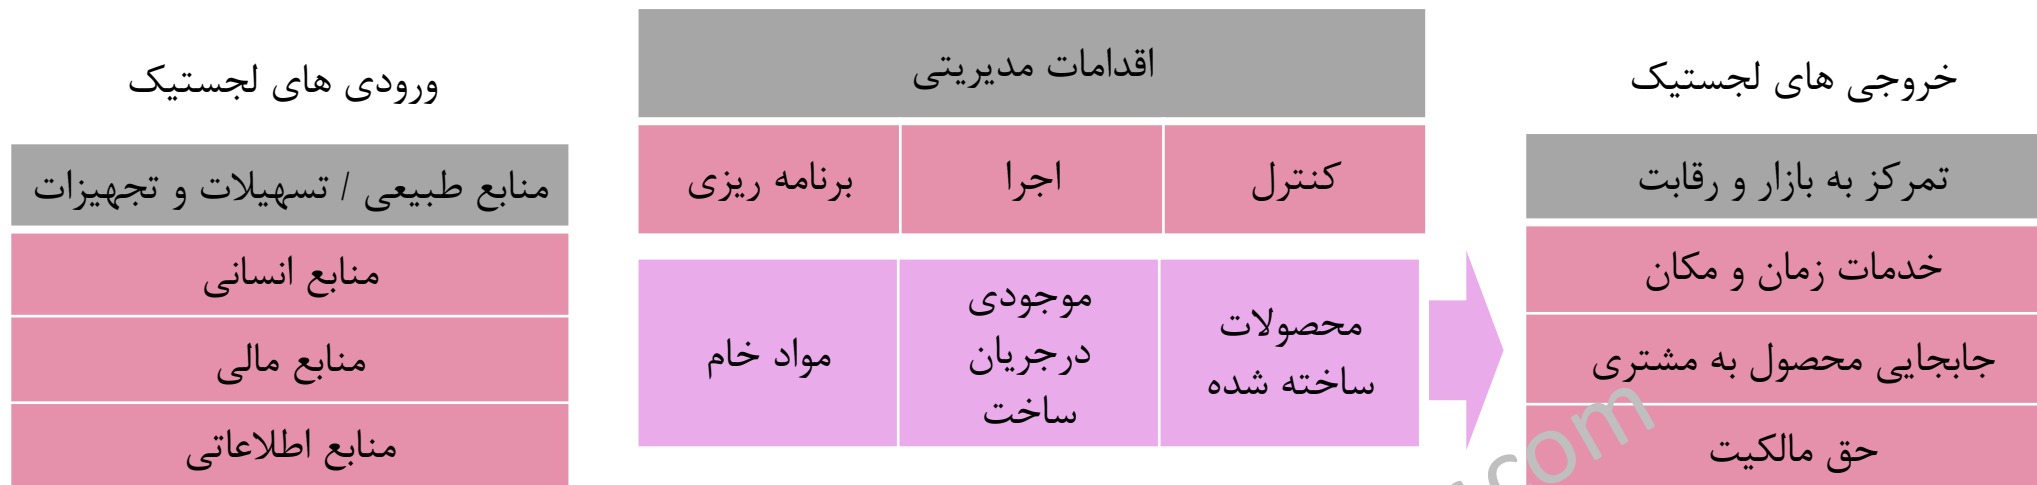 ورودی های لجستیک
منابع طبیعی / تسهیلات و تجهیزات
منابع انسانی
منابع مالی
منابع اطلاعاتی
اقدامات مدیریتی
برنامه ریزی
اجرا
کنترل
مواد خام
موجودی
درجریان
ساخت
محصولات
ساخته شده
خروجی های لجستیک
تمرکز به بازار و رقابت
خدمات زمان و مکان
جابجایی محصول به مشتری
حق مالکیت
com